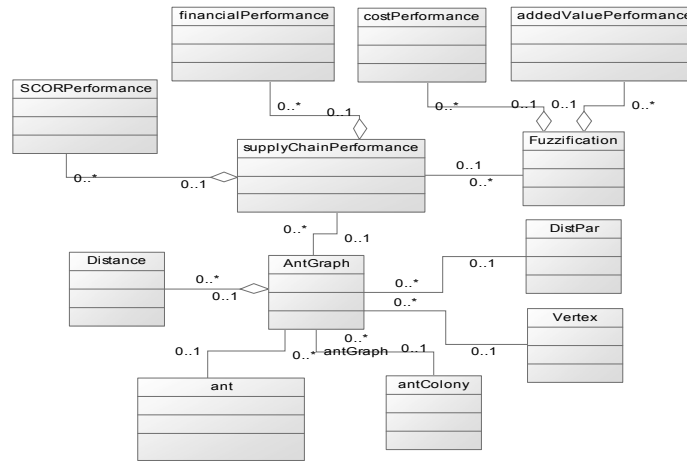 financialPerformance
costPerformance
addedValuePerformance
SCORPerformance
0..*
0..1
0..*
0..1
0..1
0..*
supplyChainPerformance
Fuzzification
0..*
0..1
0..1
0..*
0..*
0..1
Distance
AntGraph
DistPar
0..*
0..1
0..*
0..1
0..*
Vertex
0..1
0..*
0..1
0..*
antGraph
0..1
ant
antColony